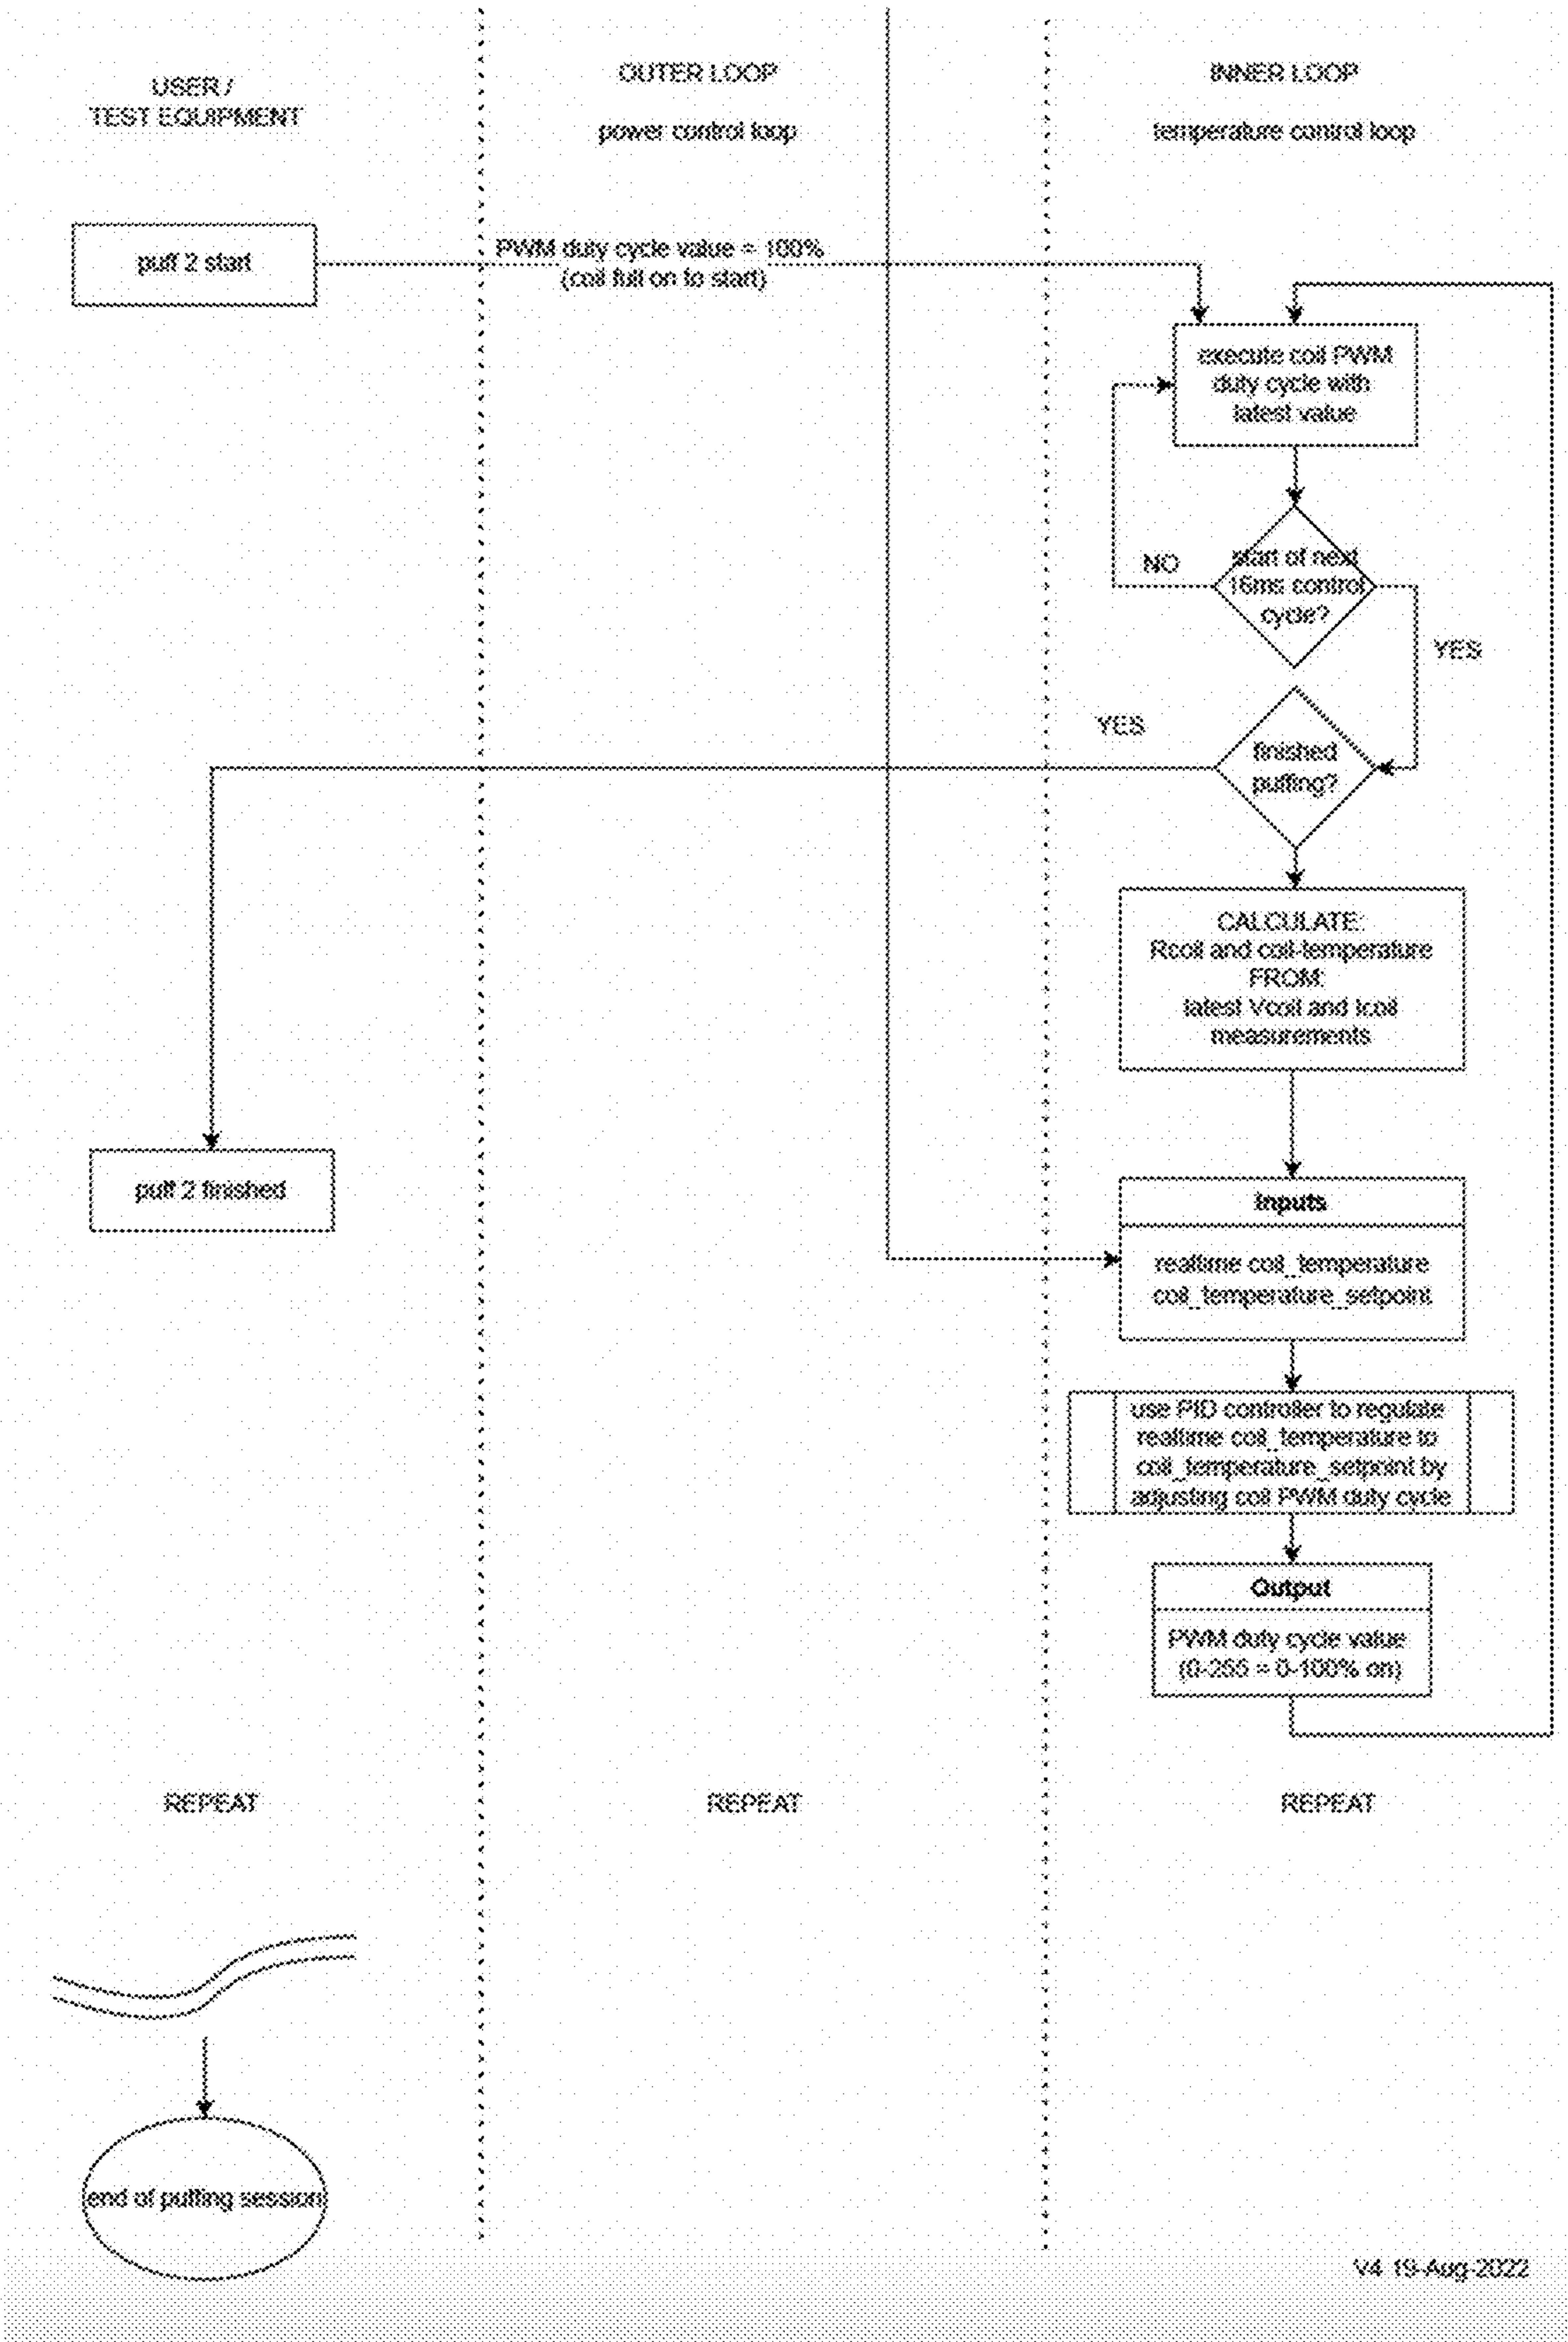 USER /
TEST EQUIPMENT
OUTER LOOP
power control loop
INNER LOOP
temperature control loop
puff 2 start
PWM duty cycle value = 100%
(coil full on to start)
execute coil PWM
duty cycle with
latest value
start of next
16ms control
cycle?
NO
YES
finished
puffing?
YES
CALCULATE:
Rcoil and coil-temperature
FROM:
latest Vcoil and Icoil
measurements
puff 2 finished
Inputs
realtime coil_temperature
coil_temperature_setpoint
use PID controller to regulate
realtime coil_temperature to
coil_temperature_setpoint by
adjusting coil PWM duty cycle
Output
PWM duty cycle value
(0-255 = 0-100% on)
REPEAT
REPEAT
REPEAT
end of puffing session
V4 19-Aug-2022